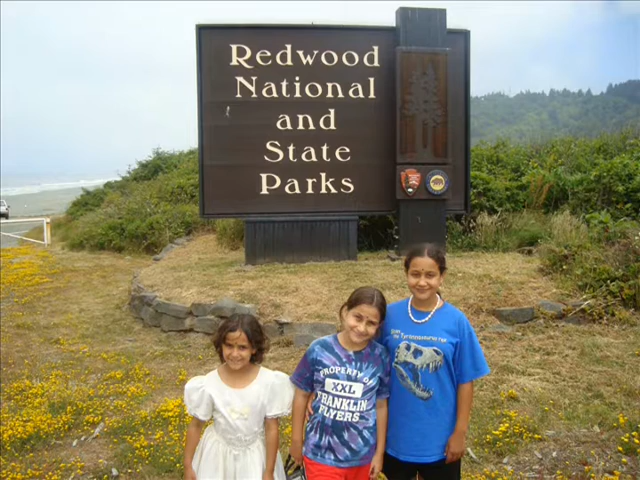 Redwood
National
and
State
Parks
PROPERTY OF
XXL
FRANKLIN
FLYERS